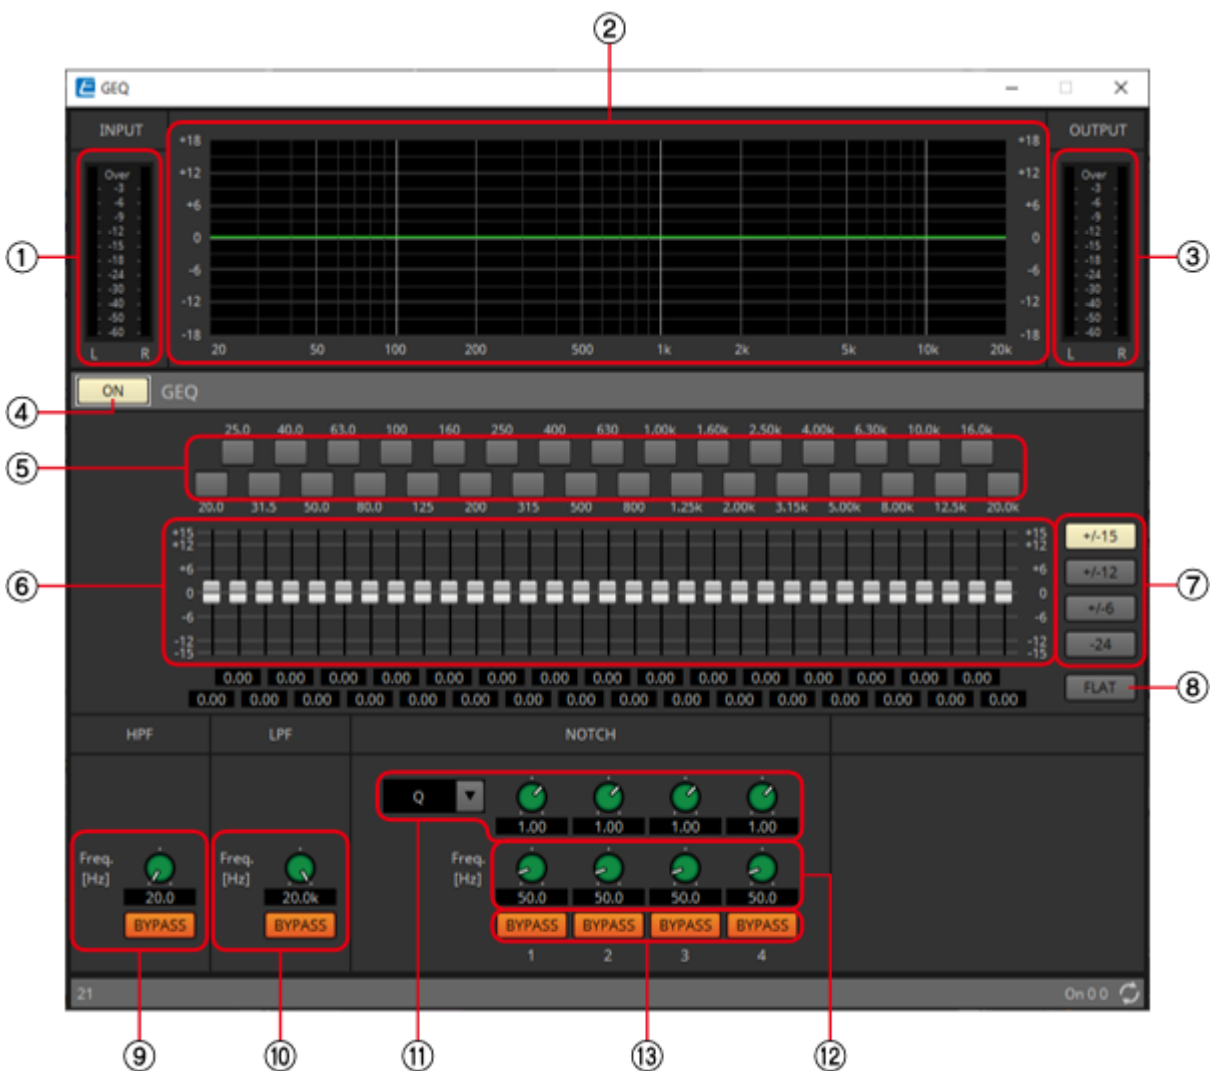 ②
GEQ
INPUT
OUTPUT
+18 +18
+12 +12
+6 +6
0 0
-6 -6
-12 -12
-18 -18
20 50 100 200 500 1k 2k 5k 10k 20k
Over
-3
-6
-9
-12
-15
-18
-24
-30
-40
-50
-60
L R
Over
-3
-6
-9
-12
-15
-18
-24
-30
-40
-50
-60
L R
①
③
ON GEQ
④
25.0 40.0 63.0 100 160 250 400 630 1.00k 1.60k 2.50k 4.00k 6.30k 10.0k 16.0k
⑤
20.0 31.5 50.0 80.0 125 200 315 500 800 1.25k 2.00k 3.15k 5.00k 8.00k 12.5k 20.0k
+15 +15
+12 +12
+6 +6
0 0
-6 -6
-12 -12
-15 -15
⑥
+/-15
+/-12
+/-6
-24
⑦
FLAT
⑧
0.00 0.00 0.00 0.00 0.00 0.00 0.00 0.00 0.00 0.00 0.00 0.00 0.00 0.00 0.00
0.00 0.00 0.00 0.00 0.00 0.00 0.00 0.00 0.00 0.00 0.00 0.00 0.00 0.00 0.00 0.00
HPF LPF NOTCH
Q
1.00 1.00 1.00 1.00
Freq.
[Hz]
20.0
BYPASS
Freq.
[Hz]
20.0k
BYPASS
Freq.
[Hz]
50.0 50.0 50.0 50.0
BYPASS BYPASS BYPASS BYPASS
1 2 3 4
21 On 0 0
⑨ ⑩ ⑪ ⑬ ⑫